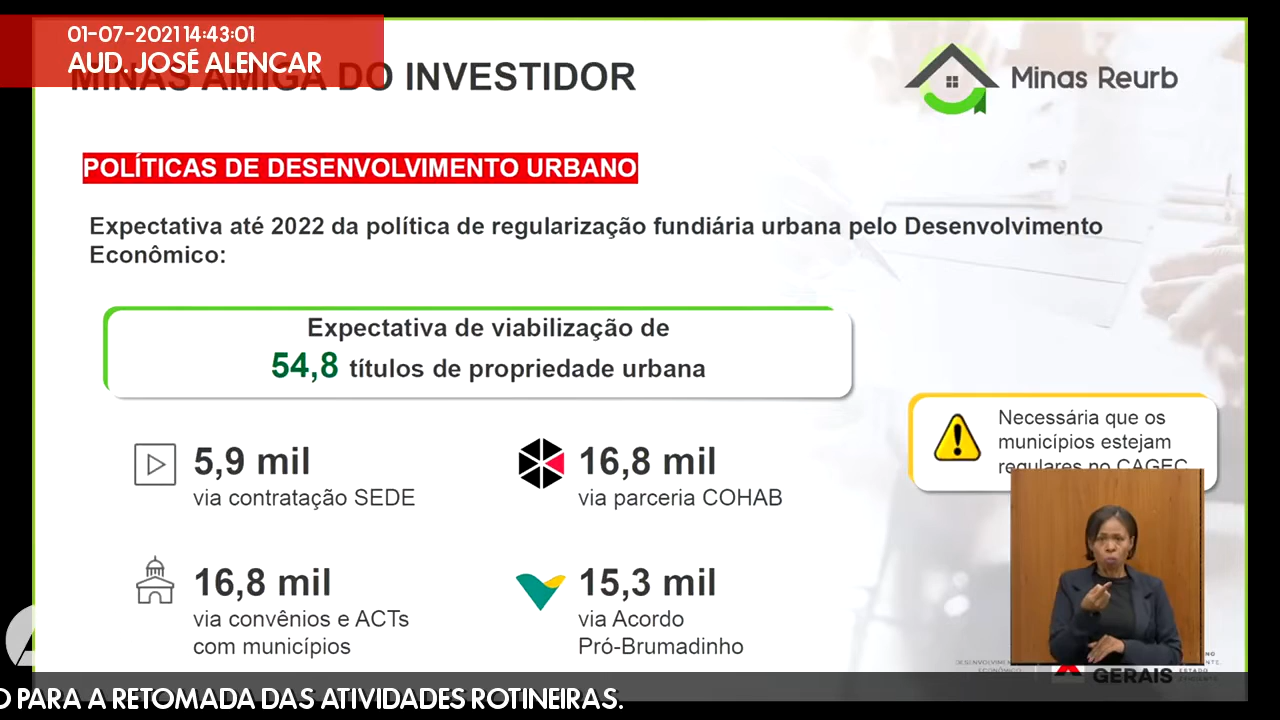 01-07-2021 14:43:01
AUD. JOSÉ ALENCAR
MINAS AMIGA DO INVESTIDOR
Minas Reurb
POLÍTICAS DE DESENVOLVIMENTO URBANO
Expectativa até 2022 da política de regularização fundiária urbana pelo Desenvolvimento
Econômico:
Expectativa de viabilização de
54,8 títulos de propriedade urbana
Necessária que os
municípios estejam
regulares no CAGEC
5,9 mil
via contratação SEDE
16,8 mil
via parceria COHAB
16,8 mil
via convênios e ACTs
com municípios
15,3 mil
via Acordo
Pró-Brumadinho
ECONÔMICO
GERAIS
O PARA A RETOMADA DAS ATIVIDADES ROTINEIRAS.